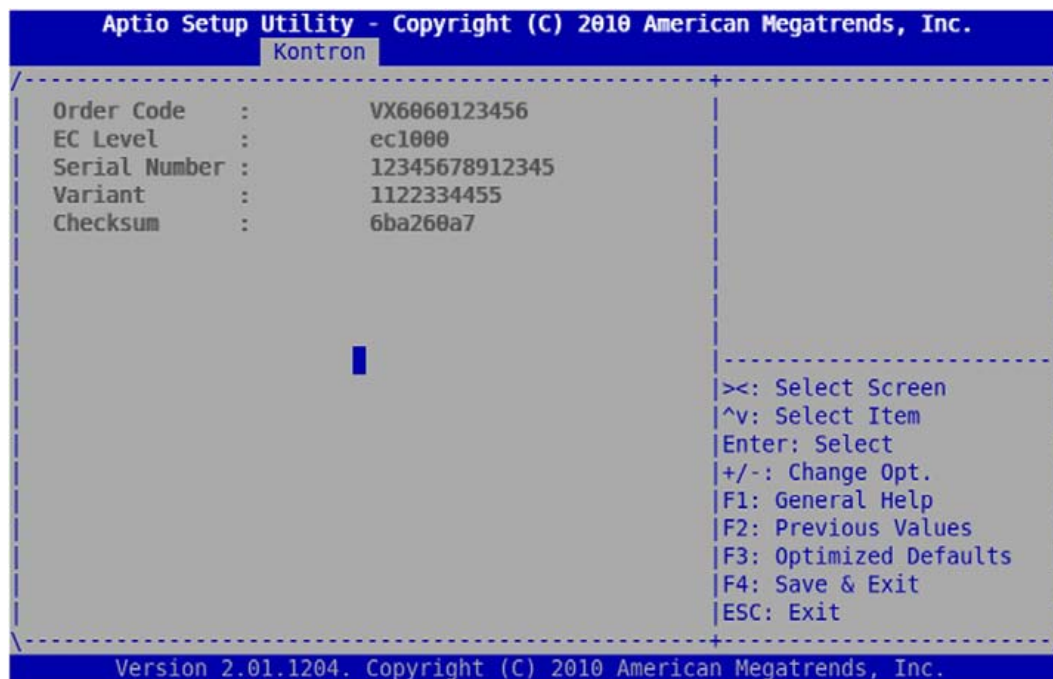 Aptio Setup Utility - Copyright (C) 2010 American Megatrends, Inc.
Kontron
Order Code : VX6060123456
EC Level : ec1000
Serial Number : 12345678912345
Variant : 1122334455
Checksum : 6ba260a7
><: Select Screen
^v: Select Item
Enter: Select
+/-: Change Opt.
F1: General Help
F2: Previous Values
F3: Optimized Defaults
F4: Save & Exit
ESC: Exit
Version 2.01.1204. Copyright (C) 2010 American Megatrends, Inc.